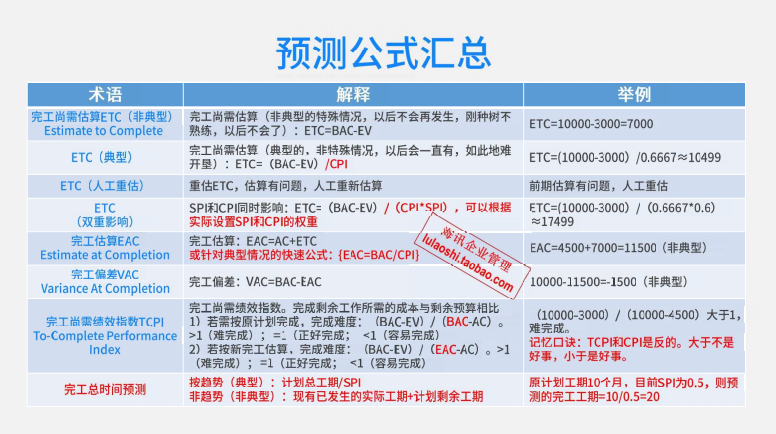 预测公式汇总
术语
解释
举例
完工尚需估算ETC（非典型）
Estimate to Complete
完工尚需估算（非典型的特殊情况，以后不会再发生，刚种树不
熟练，以后不会了）：ETC=BAC-EV
ETC=10000-3000=7000
ETC（典型）
完工尚需估算（典型的，非特殊情况，以后会一直有，如此地难
开垦）：ETC=（BAC-EV)/CPI
ETC=(10000-3000）/0.6667≈10499
ETC（人工重估）
重估ETC，估算有问题，人工重新估算
前期估算有问题，人工重估
ETC
（双重影响）
SPI和CPI同时影响：ETC=（BAC-EV）/（CPI*SPI），可以根据
实际设置SPI和CPI的权重
ETC=(10000-3000）/（0.6667*0.6）
≈17499
完工估算EAC
Estimate at Completion
完工估算：EAC=AC+ETC
或针对典型情况的快速公式：{EAC=BAC/CPI}
EAC=4500+7000=11500（非典型）
完工偏差VAC
Variance At Completion
完工偏差：VAC=BAC-EAC
10000-11500=-1500（非典型）
完工尚需绩效指数TCPI
To-Complete Performance
Index
完工尚需绩效指数。完成剩余工作所需的成本与剩余预算相比
1）若需按原计划完成，完成难度：（BAC-EV）/（BAC-AC）。
>1（难完成）；=1（正好完成； <1（容易完成）
2）若按新完工估算，完成难度：（BAC-EV）/（EAC-AC）。>1
（难完成）；=1（正好完成； <1（容易完成）
（10000-3000）/（10000-4500）大于1，
难完成。
记忆口诀：TCPI和CPI是反的。大于不是
好事，小于是好事。
完工总时间预测
按趋势（典型）：计划总工期/SPI
非趋势（非典型）：现有已发生的实际工期+计划剩余工期
原计划工期10个月，目前SPI为0.5，则预
测的完工工期=10/0.5=20
海讯企业管理
lulaoshi.taobao.com